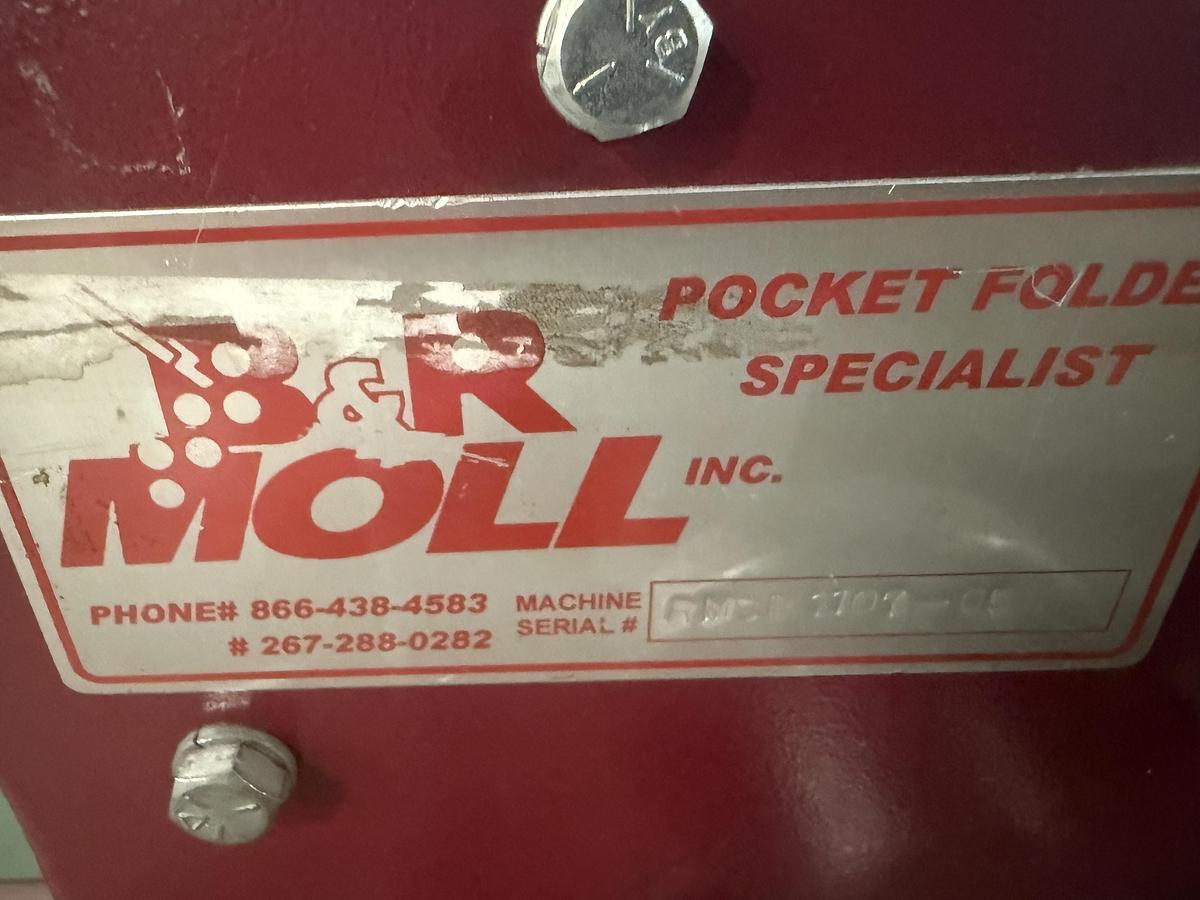 POCKET FOLDE
SPECIALIST
B&R
MOLL INC.
PHONE# 866-438-4583
# 267-288-0282
MACHINE
SERIAL #